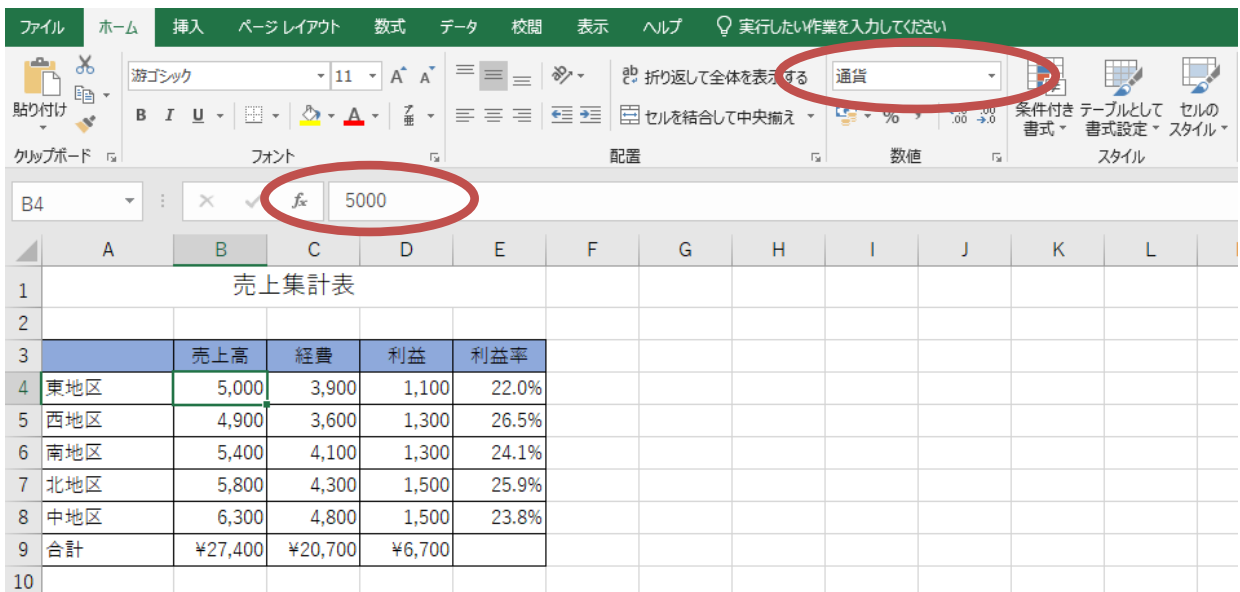 ファイル ホーム 挿入 ページ レイアウト 数式 データ 校閲 表示 ヘルプ 実行したい作業を入力してください
游ゴシック 11 A A ab 折り返して全体を表示する 通貨
貼り付け B I U A セルを結合して中央揃え % 条件付き テーブルとして セルの
書式 書式設定 スタイル
クリップボード フォント 配置 数値 スタイル
B4 fx 5000
A B C D E F G H I J K L
1 売上集計表
2
3 売上高 経費 利益 利益率
4 東地区 5,000 3,900 1,100 22.0%
5 西地区 4,900 3,600 1,300 26.5%
6 南地区 5,400 4,100 1,300 24.1%
7 北地区 5,800 4,300 1,500 25.9%
8 中地区 6,300 4,800 1,500 23.8%
9 合計 ¥27,400 ¥20,700 ¥6,700
10